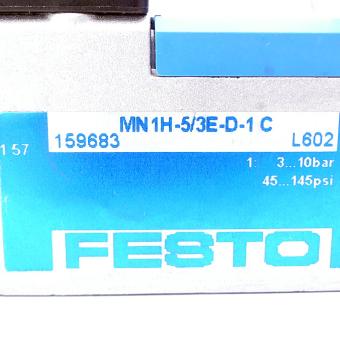 MN1H-5/3E-D-1 C
159683 L602
1 57
1: 3...10bar
45...145psi
FESTO